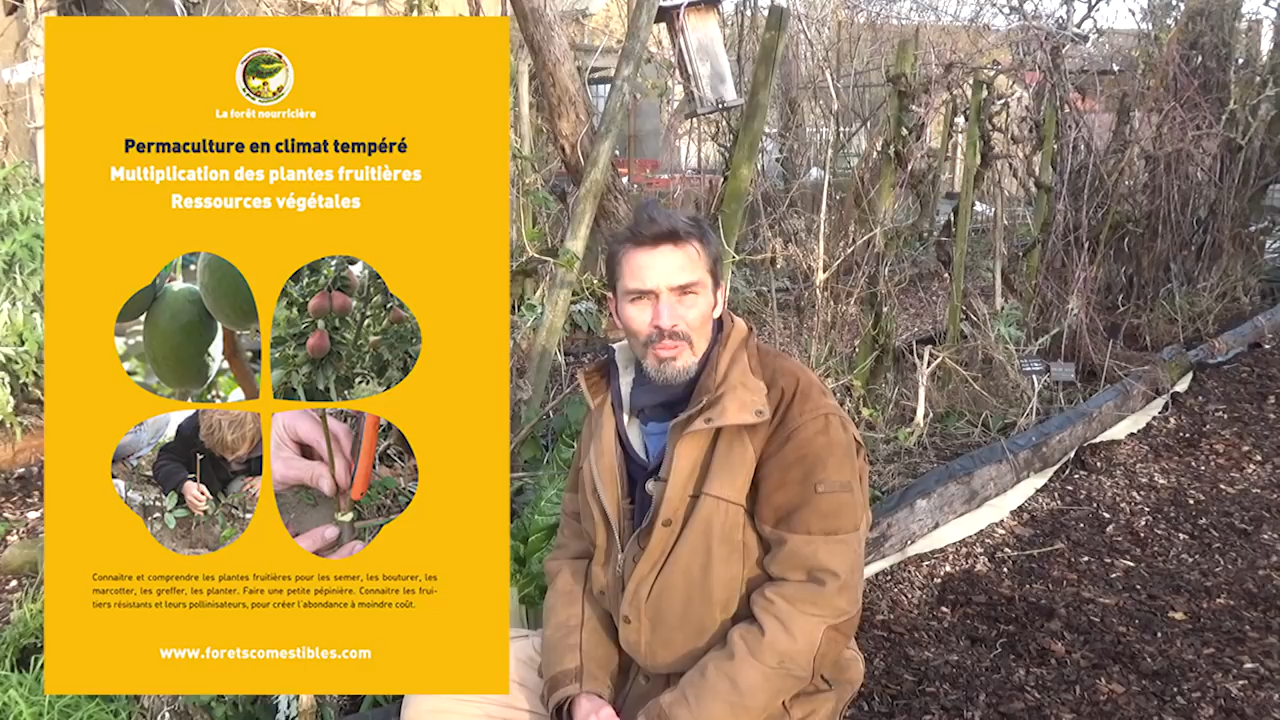 La forêt nourricière
Permaculture en climat tempéré
Multiplication des plantes fruitières
Ressources végétales
Connaitre et comprendre les plantes fruitières pour les semer, les bouturer, les
marcotter, les greffer, les planter. Faire une petite pépinière. Connaitre les frui-
tiers résistants et leurs pollinisateurs, pour créer l'abondance à moindre coût.
www.foretscomestibles.com